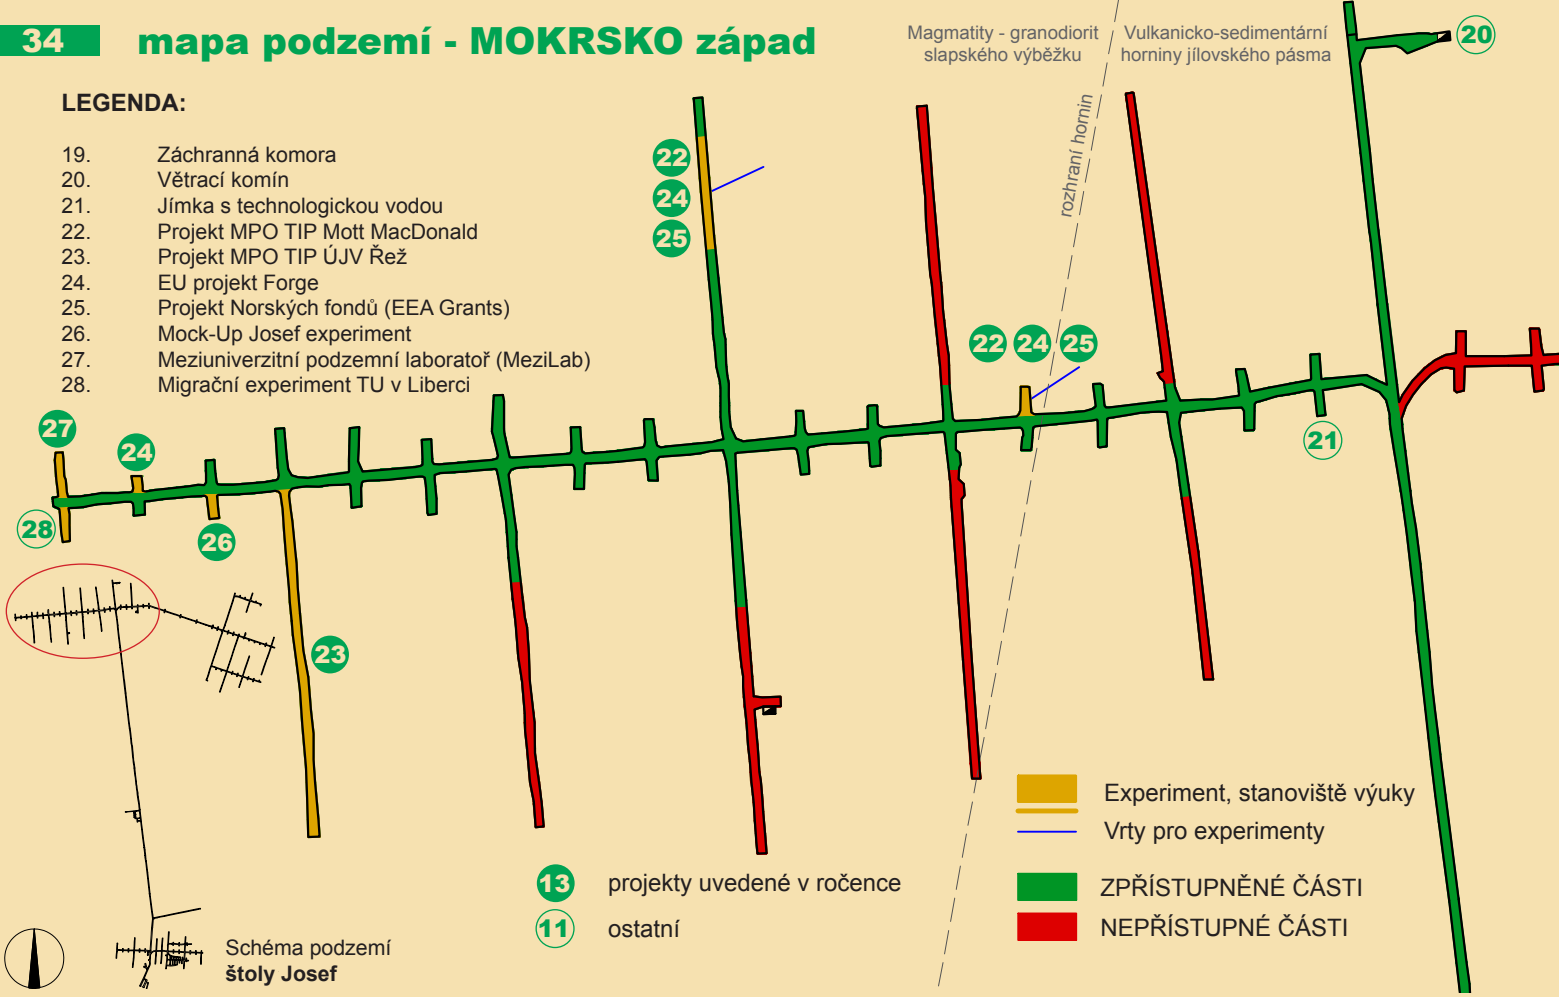 34 mapa podzemí - MOKRSKO západ
Magmatity - granodiorit
slapského výběžku
Vulkanicko-sedimentární
horniny jílovského pásma
rozhraní hornin
LEGENDA:
19. Záchranná komora
20. Větrací komín
21. Jímka s technologickou vodou
22. Projekt MPO TIP Mott MacDonald
23. Projekt MPO TIP ÚJV Řež
24. EU projekt Forge
25. Projekt Norských fondů (EEA Grants)
26. Mock-Up Josef experiment
27. Meziuniverzitní podzemní laboratoř (MeziLab)
28. Migrační experiment TU v Liberci
20
22
24
25
22 24 25
21
27
24
28
26
23
Experiment, stanoviště výuky
Vrty pro experimenty
ZPŘÍSTUPNĚNÉ ČÁSTI
NEPŘÍSTUPNÉ ČÁSTI
13 projekty uvedené v ročence
11 ostatní
Schéma podzemí
štoly Josef